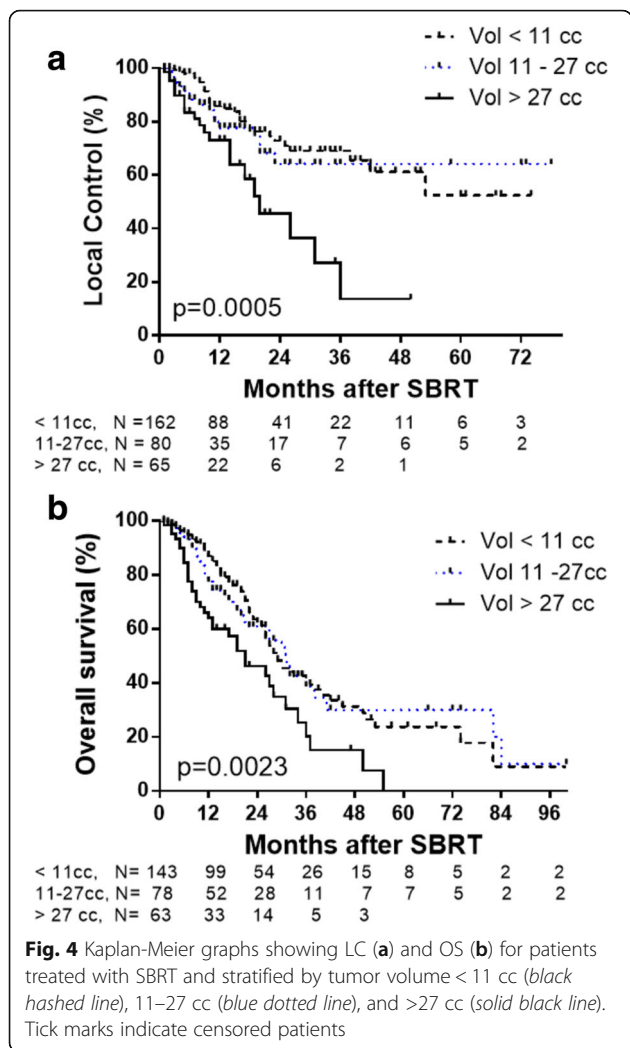 a
Vol < 11 cc
Vol 11 - 27 cc
Vol > 27 cc
Local Control (%)
100
80
60
40
20
0
p=0.0005
0 12 24 36 48 60 72
Months after SBRT
< 11cc, N =162 88 41 22 11 6 3
11-27cc, N = 80 35 17 7 6 5 2
> 27 cc, N = 65 22 6 2 1
b
Vol < 11 cc
Vol 11 -27cc
Vol > 27 cc
Overall survival (%)
100
80
60
40
20
0
p=0.0023
0 12 24 36 48 60 72 84 96
Months after SBRT
< 11cc, N= 143 99 54 26 15 8 5 2 2
11-27cc, N= 78 52 28 11 7 7 5 2 2
> 27 cc, N= 63 33 14 5 3
Fig. 4 Kaplan-Meier graphs showing LC (a) and OS (b) for patients
treated with SBRT and stratified by tumor volume < 11 cc (black
hashed line), 11–27 cc (blue dotted line), and >27 cc (solid black line).
Tick marks indicate censored patients